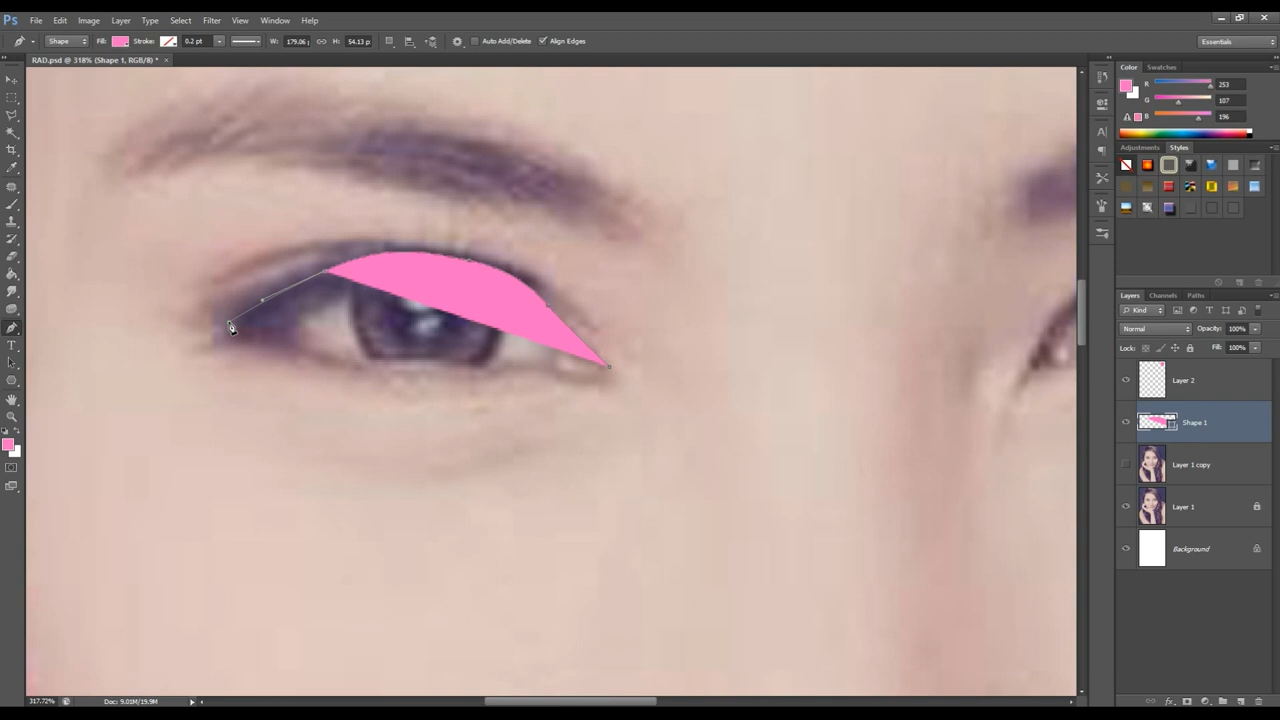 Ps File Edit Image Layer Type Select Filter View Window Help
Shape Fill: Stroke: 0.2 pt W: 179.06 H: 54.13 p Auto Add/Delete Align Edges Essentials
RAD.psd @ 318% (Shape 1, RGB/8) * ×
Color Swatches
R 253
G 107
B 196
Adjustments Styles
Layers Channels Paths
Kind
Normal Opacity: 100%
Lock: Fill: 100%
Layer 2
Shape 1
Layer 1 copy
Layer 1
Background
317.72% Doc: 9.01M/19.9M